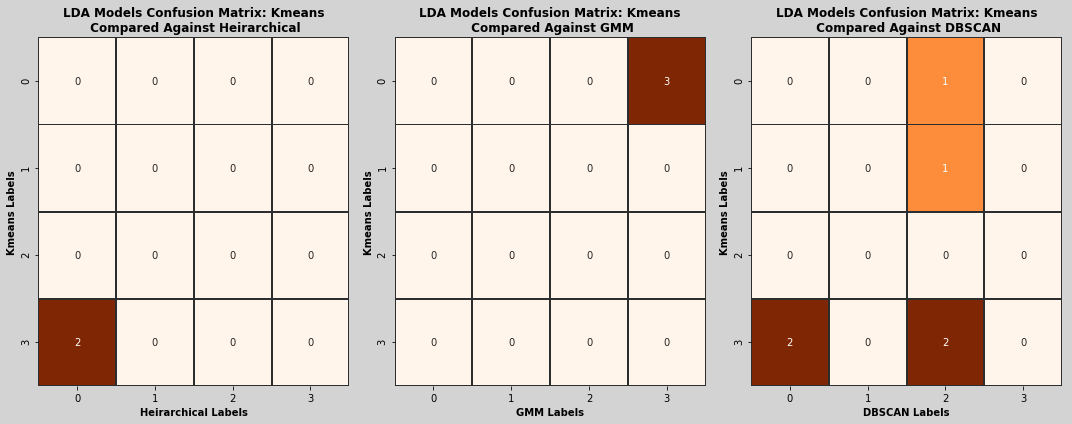 LDA Models Confusion Matrix: Kmeans
Compared Against Heirarchical
Kmeans Labels
0 0 0 0 0
1 0 0 0 0
2 0 0 0 0
3 2 0 0 0
0 1 2 3
Heirarchical Labels
LDA Models Confusion Matrix: Kmeans
Compared Against GMM
Kmeans Labels
0 0 0 0 3
1 0 0 0 0
2 0 0 0 0
3 0 0 0 0
0 1 2 3
GMM Labels
LDA Models Confusion Matrix: Kmeans
Compared Against DBSCAN
Kmeans Labels
0 0 0 1 0
1 0 0 1 0
2 0 0 0 0
3 2 0 2 0
0 1 2 3
DBSCAN Labels